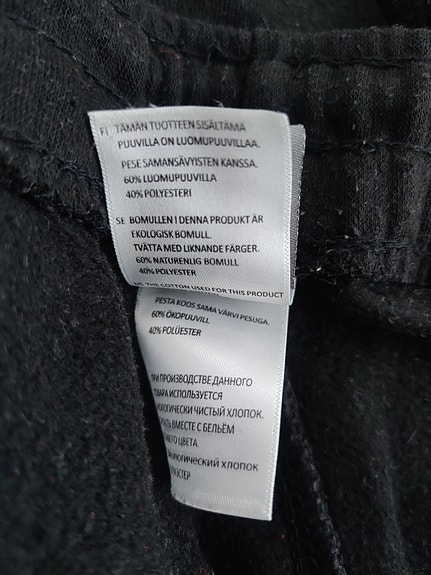 FI TÄMÄN TUOTTEEN SISÄLTÄMÄ
PUUVILLA ON LUOMUPUUVILLAA.
PESE SAMANSÄVYISTEN KANSSA.
60% LUOMUPUUVILLA
40% POLYESTERI
SE BOMULLEN I DENNA PRODUKT ÄR
EKOLOGISK BOMULL.
TVÄTTA MED LIKNANDE FÄRGER.
60% NATURENLIG BOMULL
40% POLYESTER
THE COTTON USED FOR THIS PRODUCT
PESTA KOOS SAMA VÄRVI PESUGA.
60% ÖKOPUUVILL
40% POLÜESTER
ПРОИЗВОДСТВЕ ДАННОГО
ИСПОЛЬЗУЕТСЯ
ЧИСТЫЙ ХЛОПОК.
ВМЕСТЕ С БЕЛЬЁМ
ЦВЕТА.
ХЛОПОК